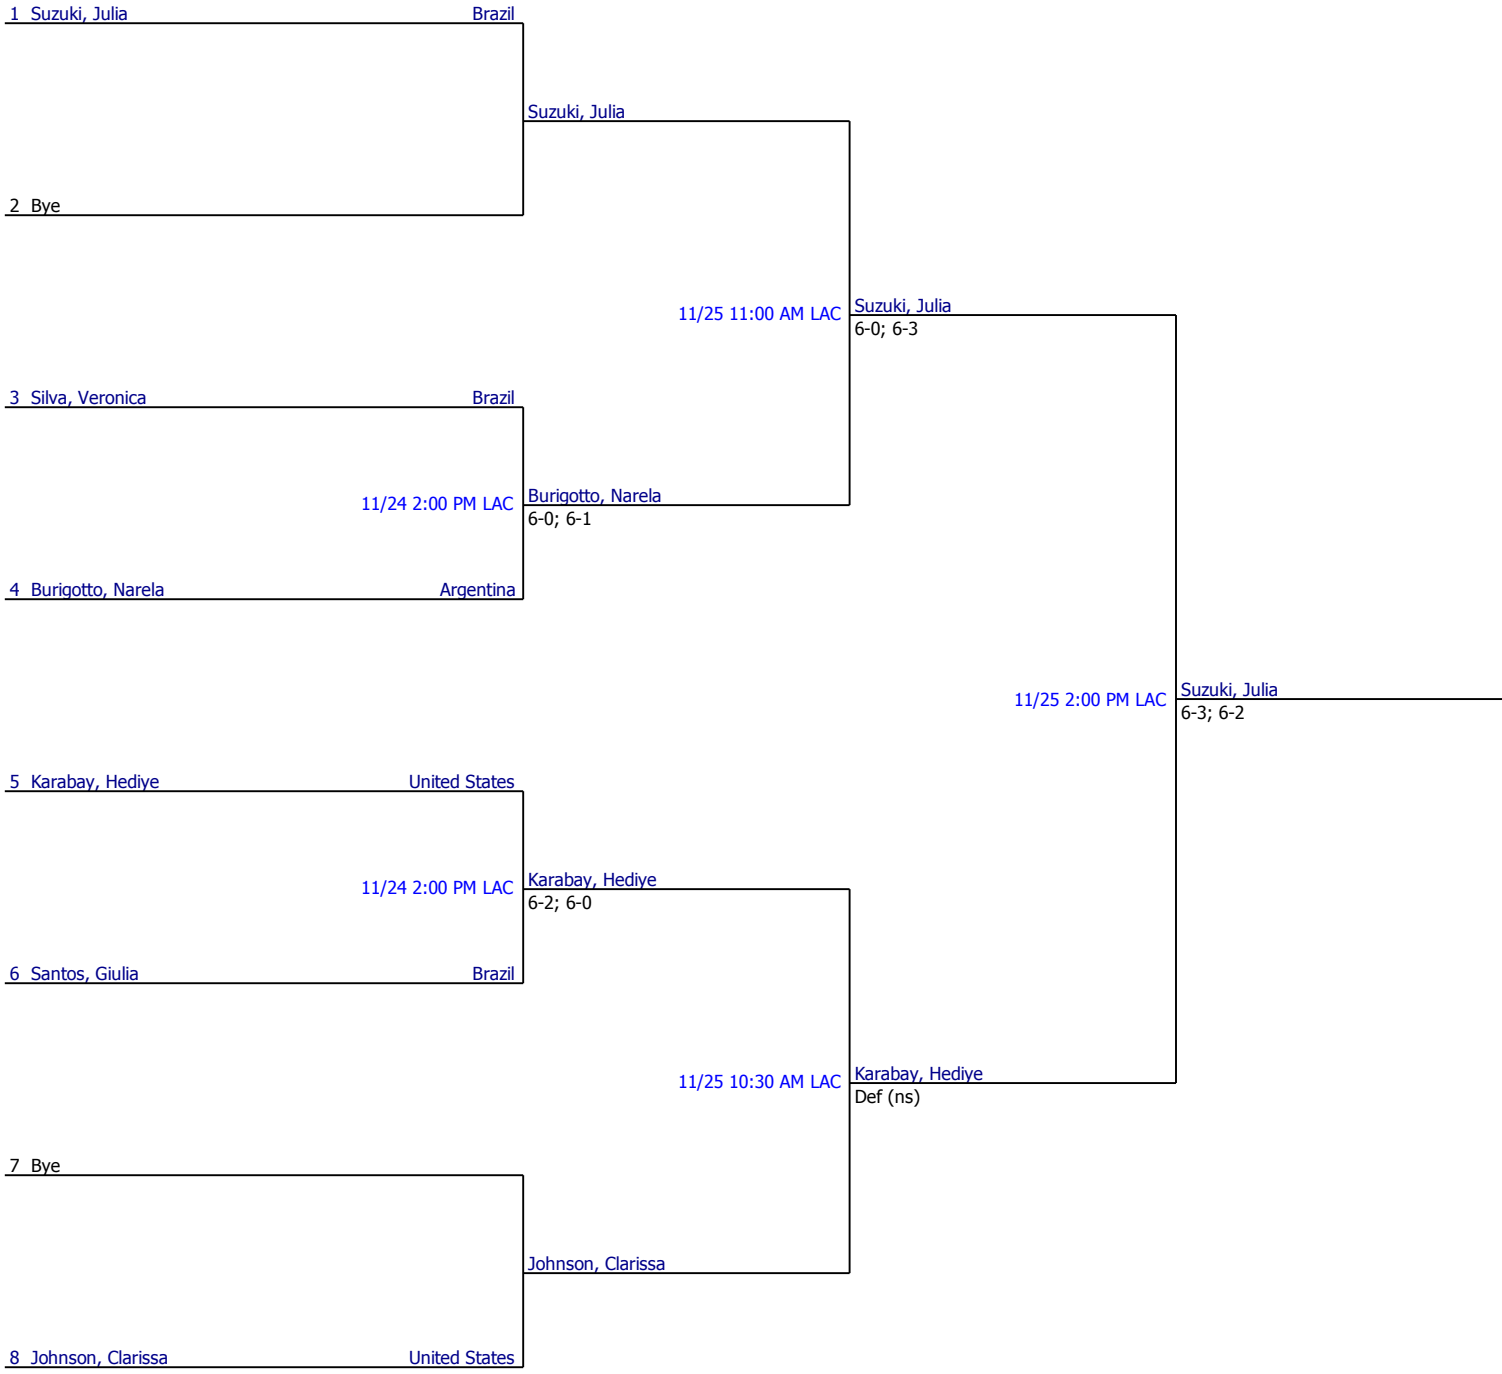 1 Suzuki, Julia Brazil
Suzuki, Julia
2 Bye
11/25 11:00 AM LAC
Suzuki, Julia
6-0; 6-3
3 Silva, Veronica Brazil
11/24 2:00 PM LAC
Burigotto, Narela
6-0; 6-1
4 Burigotto, Narela Argentina
11/25 2:00 PM LAC
Suzuki, Julia
6-3; 6-2
5 Karabay, Hediye United States
11/24 2:00 PM LAC
Karabay, Hediye
6-2; 6-0
6 Santos, Giulia Brazil
11/25 10:30 AM LAC
Karabay, Hediye
Def (ns)
7 Bye
Johnson, Clarissa
8 Johnson, Clarissa United States